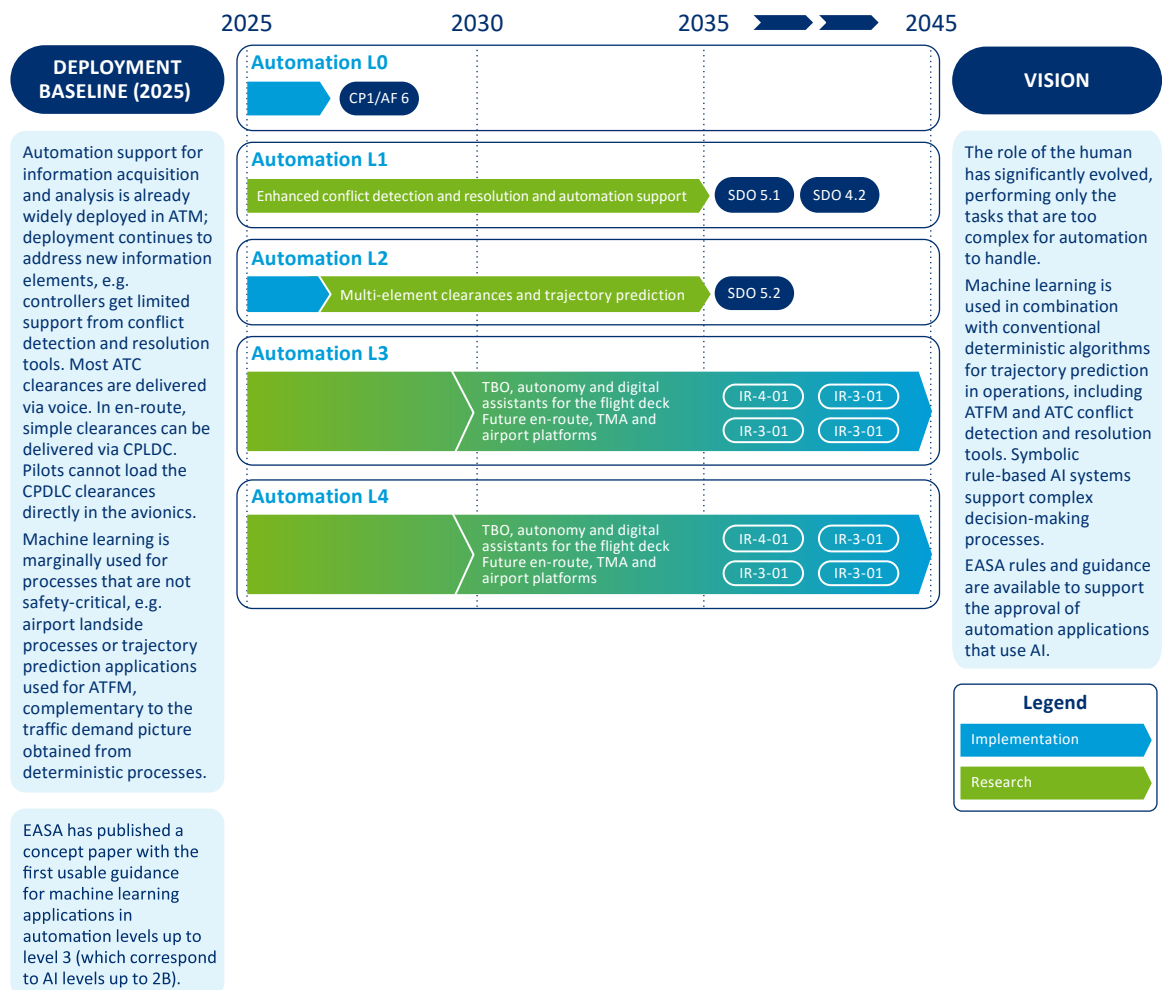 2025
2030
2035
2045
DEPLOYMENT
BASELINE (2025)
Automation support for
information acquisition
and analysis is already
widely deployed in ATM;
deployment continues to
address new information
elements, e.g.
controllers get limited
support from conflict
detection and resolution
tools. Most ATC
clearances are delivered
via voice. In en-route,
simple clearances can be
delivered via CPLDC.
Pilots cannot load the
CPDLC clearances
directly in the avionics.
Machine learning is
marginally used for
processes that are not
safety-critical, e.g.
airport landside
processes or trajectory
prediction applications
used for ATFM,
complementary to the
traffic demand picture
obtained from
deterministic processes.
EASA has published a
concept paper with the
first usable guidance
for machine learning
applications in
automation levels up to
level 3 (which correspond
to AI levels up to 2B).
Automation L0
CP1/AF 6
Automation L1
Enhanced conflict detection and resolution and automation support
SDO 5.1
SDO 4.2
Automation L2
Multi-element clearances and trajectory prediction
SDO 5.2
Automation L3
TBO, autonomy and digital
assistants for the flight deck
Future en-route, TMA and
airport platforms
IR-4-01
IR-3-01
IR-3-01
IR-3-01
Automation L4
TBO, autonomy and digital
assistants for the flight deck
Future en-route, TMA and
airport platforms
IR-4-01
IR-3-01
IR-3-01
IR-3-01
VISION
The role of the human
has significantly evolved,
performing only the
tasks that are too
complex for automation
to handle.
Machine learning is
used in combination
with conventional
deterministic algorithms
for trajectory prediction
in operations, including
ATFM and ATC conflict
detection and resolution
tools. Symbolic
rule-based AI systems
support complex
decision-making
processes.
EASA rules and guidance
are available to support
the approval of
automation applications
that use AI.
Legend
Implementation
Research